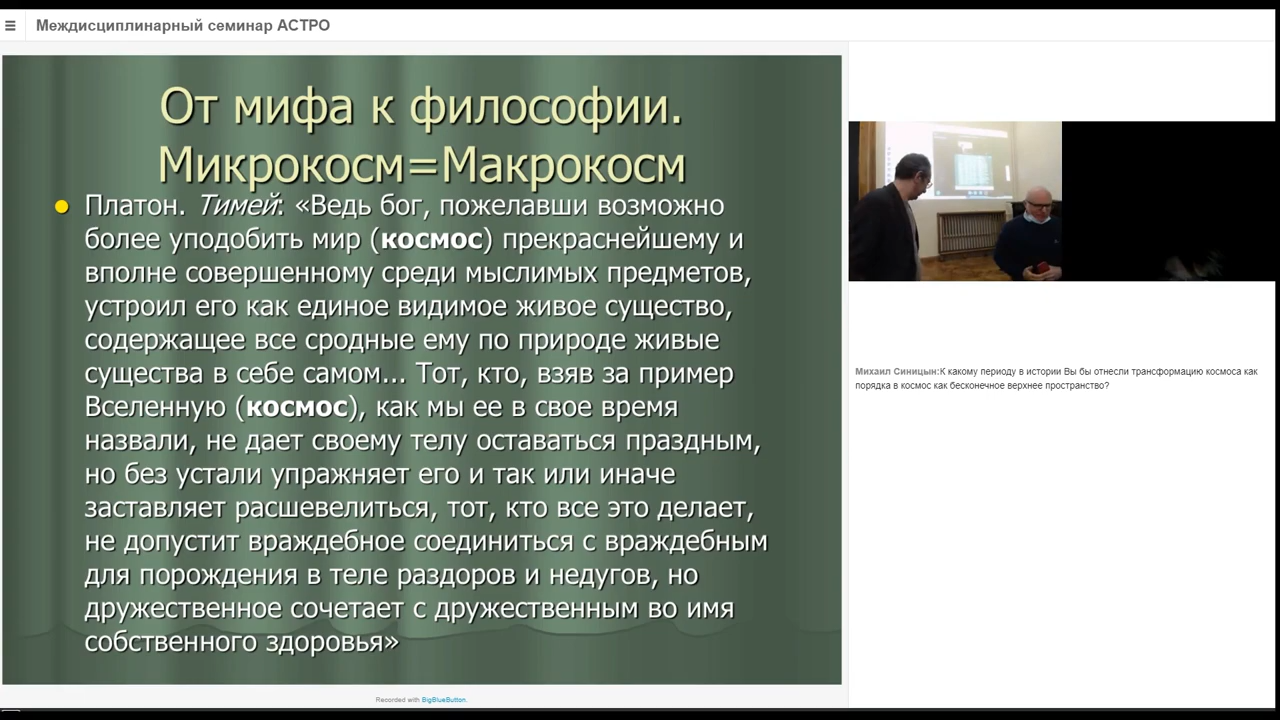 Междисциплинарный семинар АСТРО
От мифа к философии.
Микрокосм=Макрокосм
Платон. Тимей: «Ведь бог, пожелавши возможно
более уподобить мир (космос) прекраснейшему и
вполне совершенному среди мыслимых предметов,
устроил его как единое видимое живое существо,
содержащее все сродные ему по природе живые
существа в себе самом... Тот, кто, взяв за пример
Вселенную (космос), как мы ее в свое время
назвали, не дает своему телу оставаться праздным,
но без устали упражняет его и так или иначе
заставляет расшевелиться, тот, кто все это делает,
не допустит враждебное соединиться с враждебным
для порождения в теле раздоров и недугов, но
дружественное сочетает с дружественным во имя
собственного здоровья»
Михаил Синицын:К какому периоду в истории Вы бы отнесли трансформацию космоса как
порядка в космос как бесконечное верхнее пространство?
Recorded with BigBlueButton.